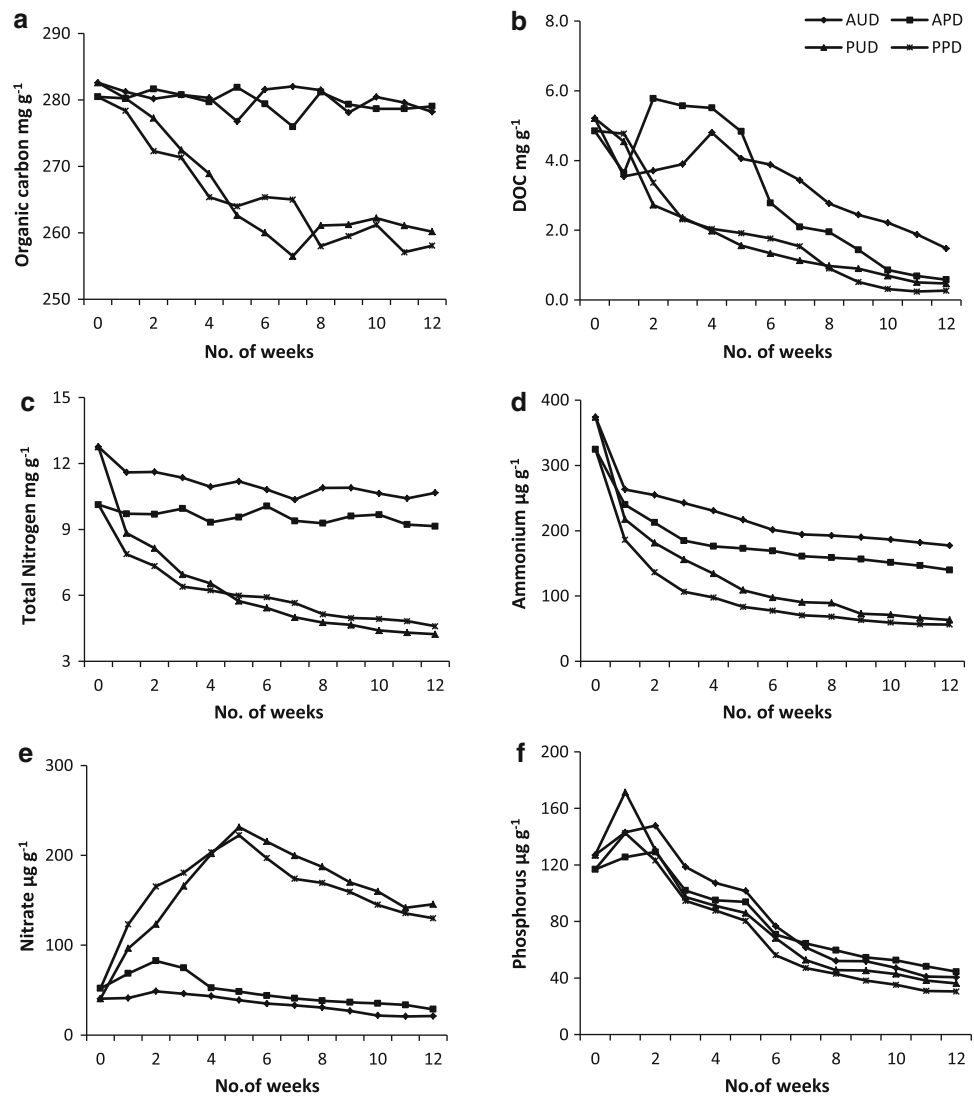 a
290
280
270
260
250
Organic carbon mg g-1
0 2 4 6 8 10 12
No. of weeks
b
AUD APD
PUD PPD
8.0
6.0
4.0
2.0
0.0
DOC mg g-1
0 2 4 6 8 10 12
No. of weeks
c
15
12
9
6
3
Total Nitrogen mg g-1
0 2 4 6 8 10 12
No. of weeks
d
400
300
200
100
0
Ammonium µg g-1
0 2 4 6 8 10 12
No. of weeks
e
300
200
100
0
Nitrate µg g-1
0 2 4 6 8 10 12
No.of weeks
f
200
160
120
80
40
0
Phosphorus µg g-1
0 2 4 6 8 10 12
No.of weeks